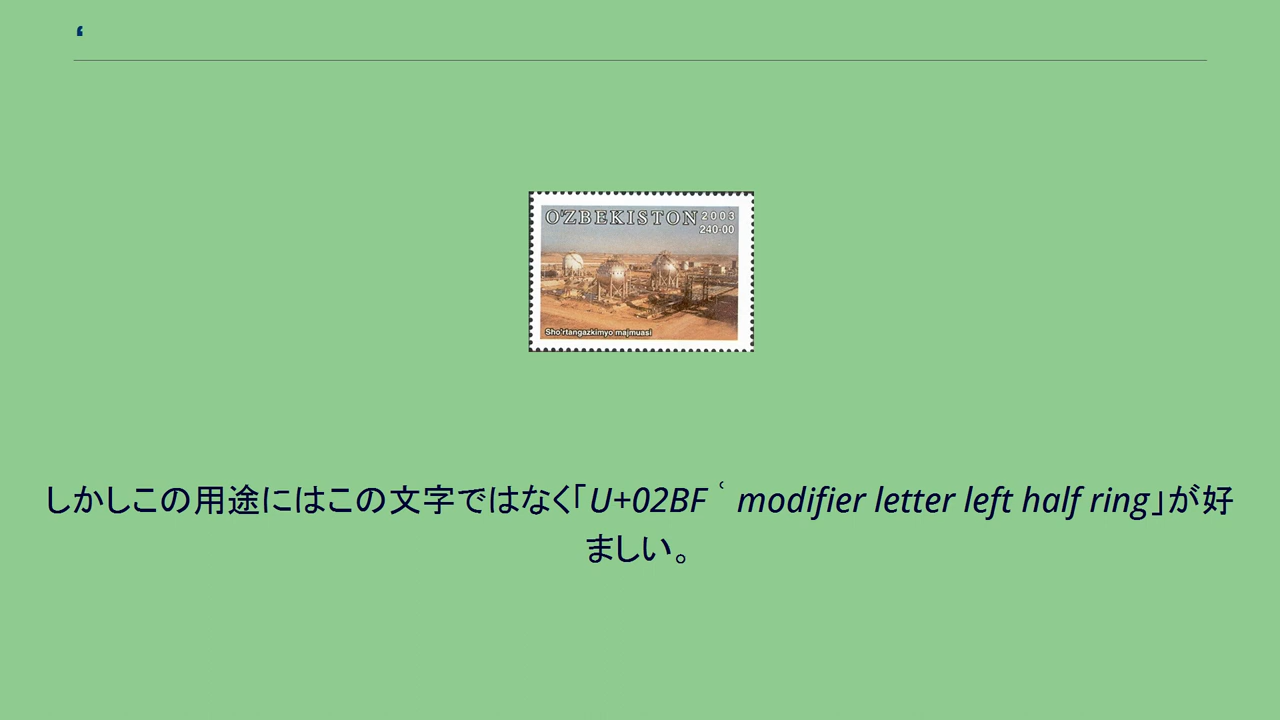 ʻ
OʻZBEKISTON 2003
240-00
Sho'rtangazkimyo majmuasi
しかしこの用途にはこの文字ではなく「U+02BF ʿ modifier letter left half ring」が好
ましい。